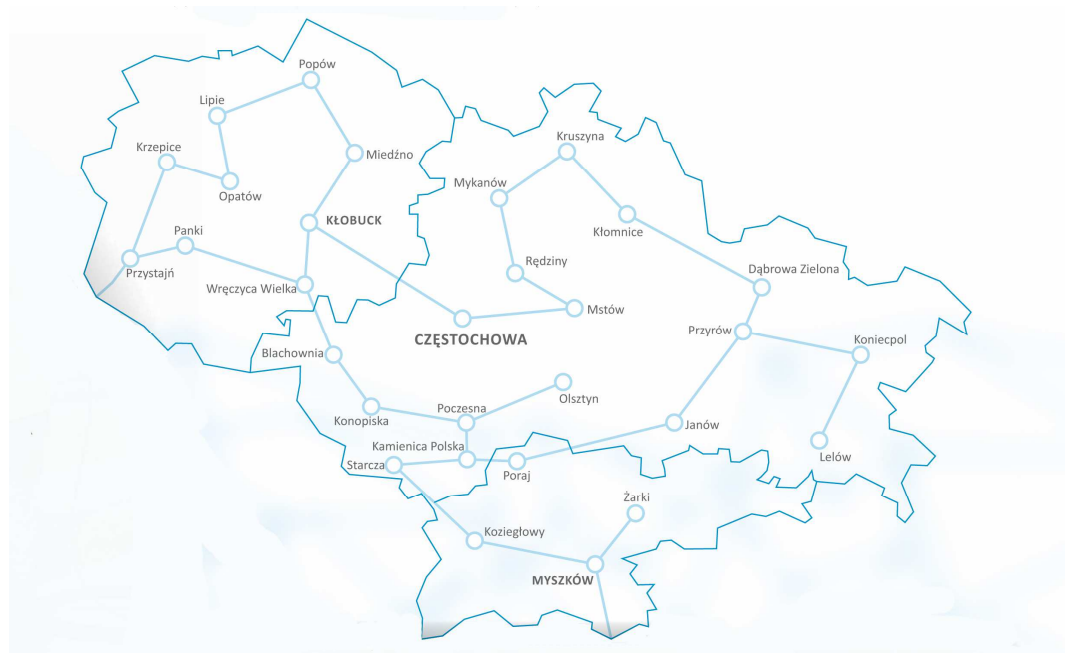 Popów
Lipie
Kruszyna
Krzepice
Miedźno
Mykanów
Opatów
KŁOBUCK
Kłomnice
Panki
Rędziny
Przystajń
Dąbrowa Zielona
Wręczyca Wielka
Mstów
Przyrów
CZĘSTOCHOWA
Koniecpol
Blachownia
Olsztyn
Poczesna
Konopiska
Janów
Kamienica Polska
Lelów
Starcza
Poraj
Żarki
Koziegłowy
MYSZKÓW